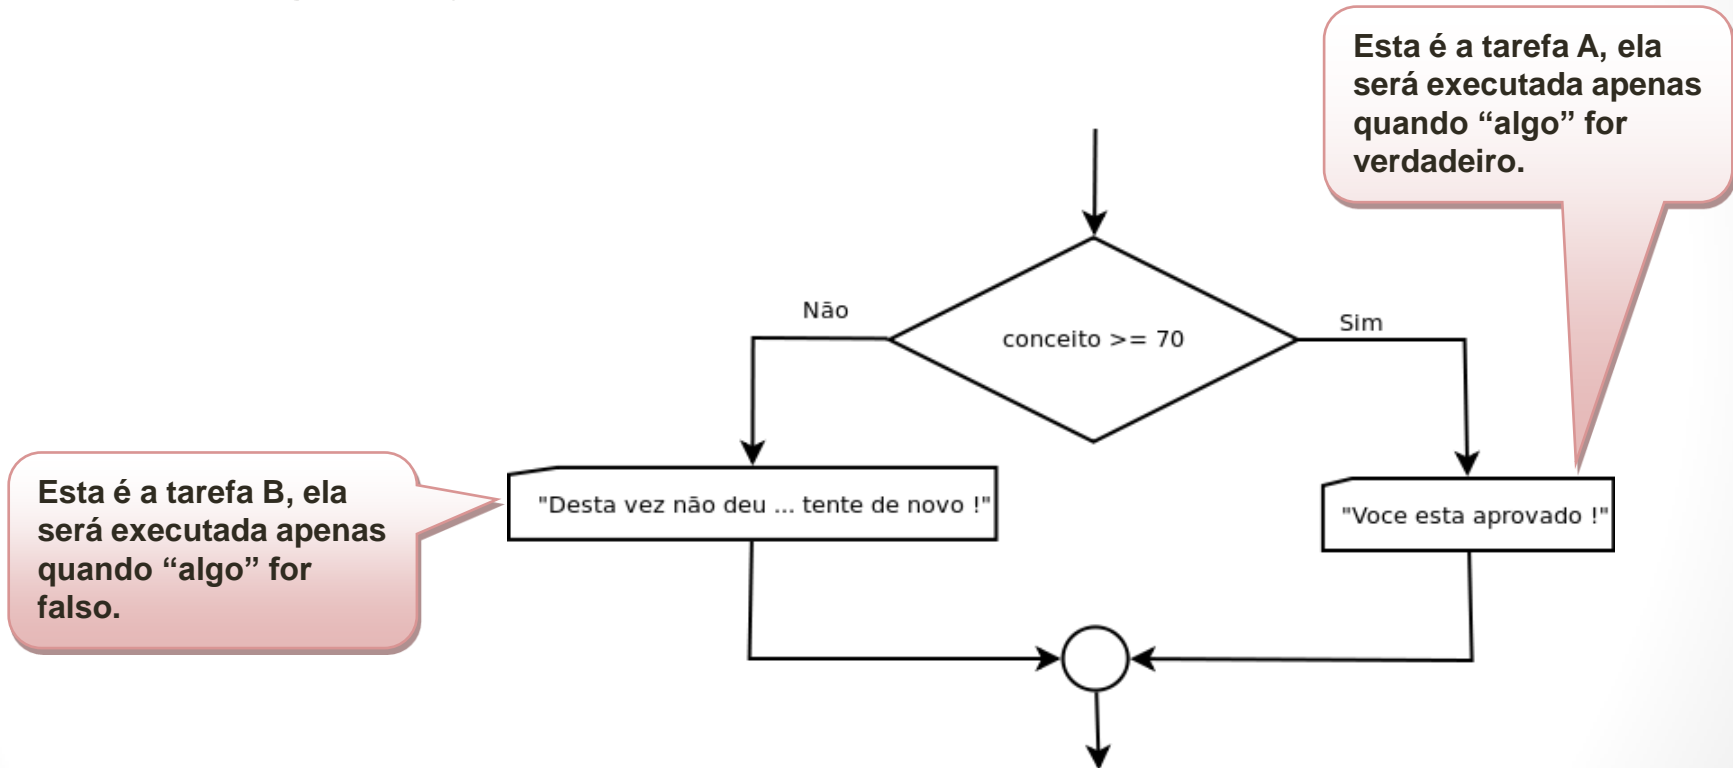 Esta é a tarefa A, ela
será executada apenas
quando “algo” for
verdadeiro.
Não
Sim
conceito >= 70
Esta é a tarefa B, ela
será executada apenas
quando “algo” for
falso.
"Desta vez não deu ... tente de novo !"
"Voce esta aprovado !"